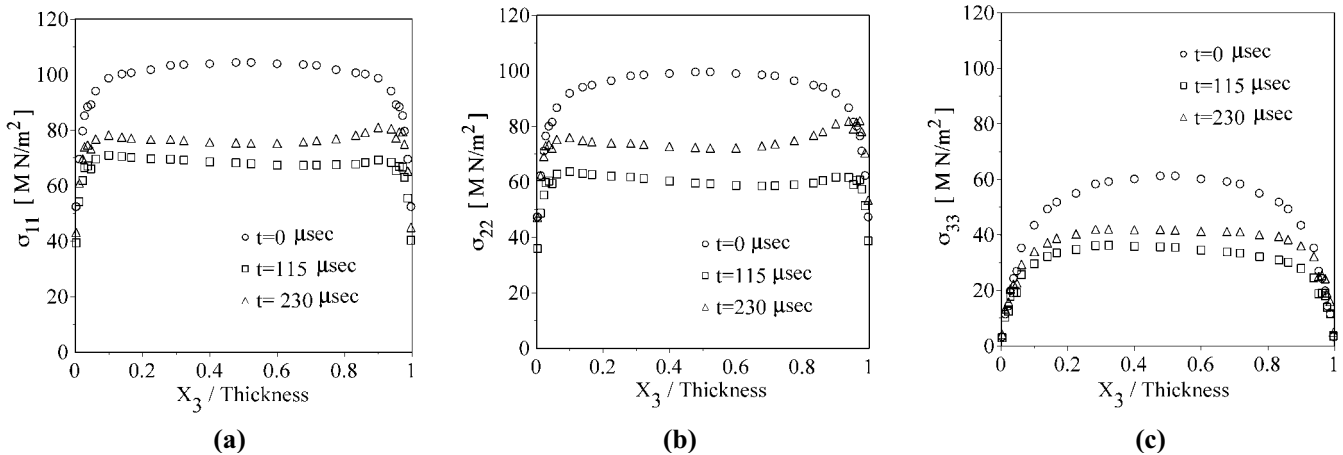 120
100
80
60
40
20
0
σ11 [ M N/m²]
t=0 μsec
t=115 μsec
t= 230 μsec
0 0.2 0.4 0.6 0.8 1
X3 / Thickness
(a)
120
100
80
60
40
20
0
σ22 [ M N/m²]
t=0 μsec
t=115 μsec
t=230 μsec
0 0.2 0.4 0.6 0.8 1
X3 / Thickness
(b)
120
100
80
60
40
20
0
σ33 [ M N/m²]
t=0 μsec
t=115 μsec
t=230 μsec
0 0.2 0.4 0.6 0.8 1
X3 / Thickness
(c)